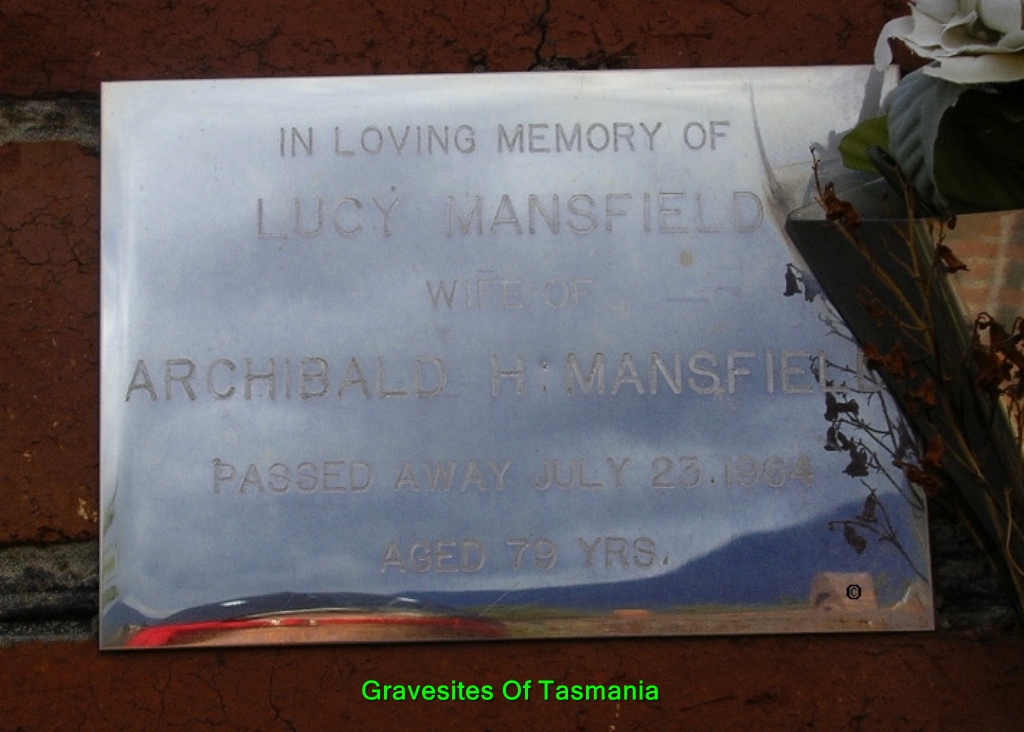 IN LOVING MEMORY OF
LUCY MANSFIELD
WIFE OF
ARCHIBALD H. MANSFIELD
PASSED AWAY JULY 23. 1964
AGED 79 YRS.
©
Gravesites Of Tasmania